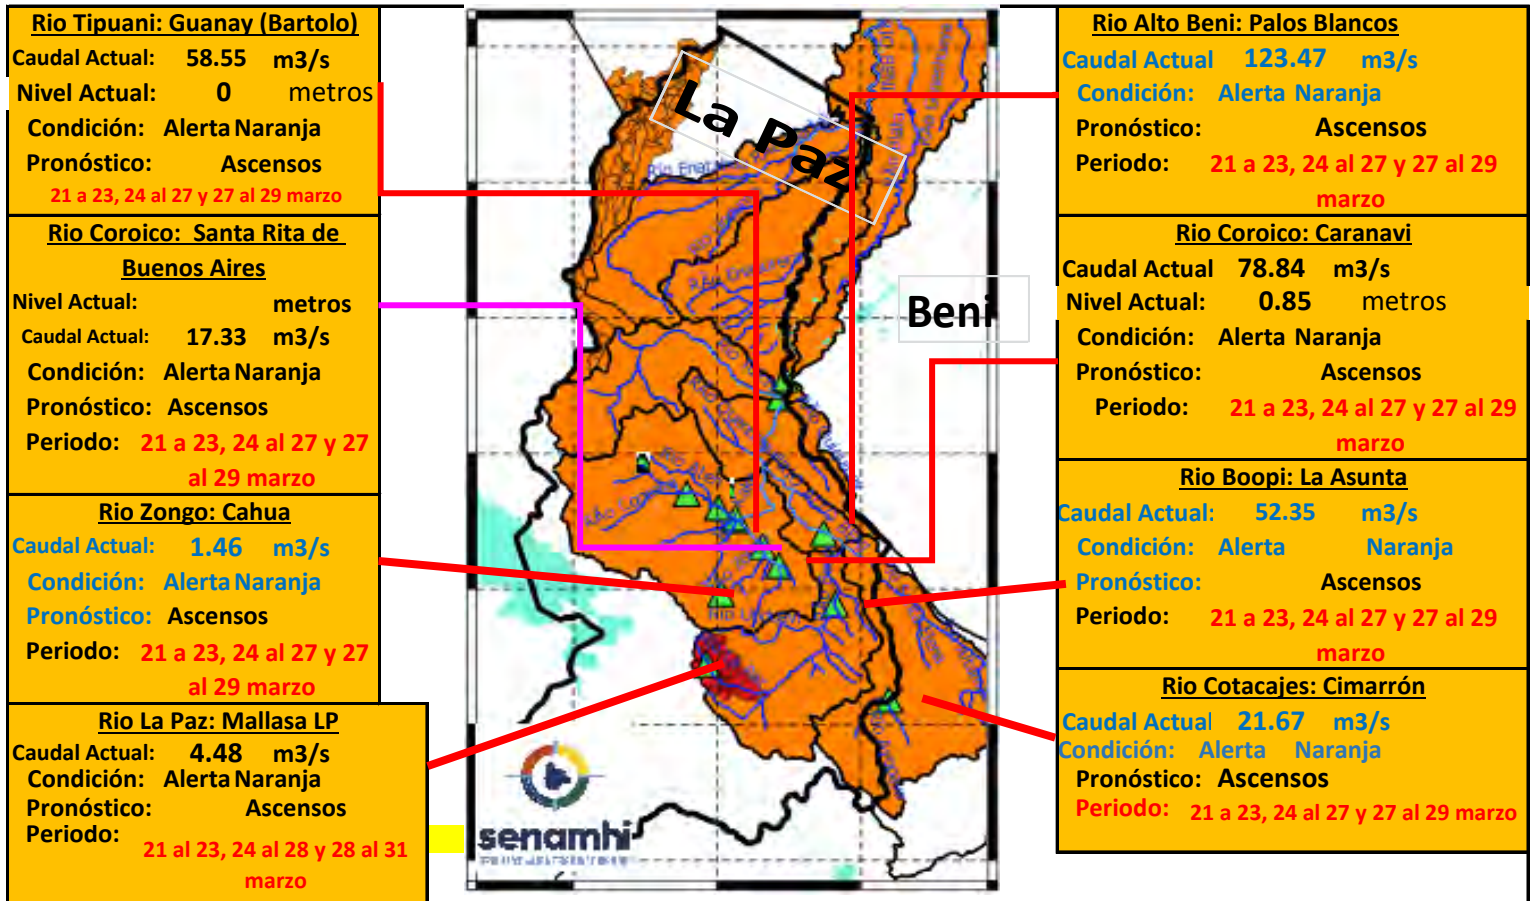 Rio Tipuani: Guanay (Bartolo)
Caudal Actual: 58.55 m3/s
Nivel Actual: 0 metros
Condición: Alerta Naranja
Pronóstico: Ascensos
21 a 23, 24 al 27 y 27 al 29 marzo
Rio Coroico: Santa Rita de
Buenos Aires
Nivel Actual: metros
Caudal Actual: 17.33 m3/s
Condición: Alerta Naranja
Pronóstico: Ascensos
Periodo: 21 a 23, 24 al 27 y 27
al 29 marzo
Rio Zongo: Cahua
Caudal Actual: 1.46 m3/s
Condición: Alerta Naranja
Pronóstico: Ascensos
Periodo: 21 a 23, 24 al 27 y 27
al 29 marzo
Rio La Paz: Mallasa LP
Caudal Actual: 4.48 m3/s
Condición: Alerta Naranja
Pronóstico: Ascensos
Periodo:
21 al 23, 24 al 28 y 28 al 31
marzo
La Paz
Beni
senamhi
Rio Alto Beni: Palos Blancos
Caudal Actual 123.47 m3/s
Condición: Alerta Naranja
Pronóstico: Ascensos
Periodo: 21 a 23, 24 al 27 y 27 al 29
marzo
Rio Coroico: Caranavi
Caudal Actual 78.84 m3/s
Nivel Actual: 0.85 metros
Condición: Alerta Naranja
Pronóstico: Ascensos
Periodo: 21 a 23, 24 al 27 y 27 al 29
marzo
Rio Boopi: La Asunta
Caudal Actual: 52.35 m3/s
Condición: Alerta Naranja
Pronóstico: Ascensos
Periodo: 21 a 23, 24 al 27 y 27 al 29
marzo
Rio Cotacajes: Cimarrón
Caudal Actual 21.67 m3/s
Condición: Alerta Naranja
Pronóstico: Ascensos
Periodo: 21 a 23, 24 al 27 y 27 al 29 marzo